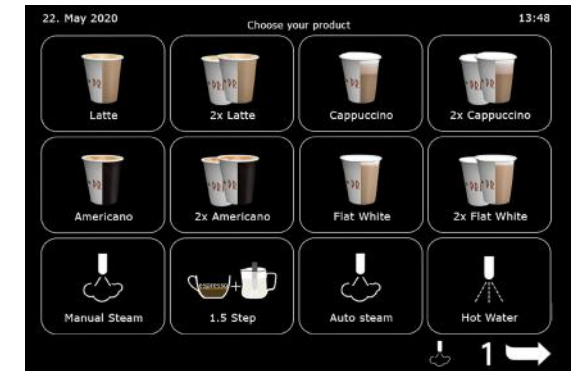 22. May 2020
Choose your product
13:48
Latte
2x Latte
Cappuccino
2x Cappuccino
Americano
2x Americano
Flat White
2x Flat White
espresso
Manual Steam
1.5 Step
Auto steam
Hot Water
1